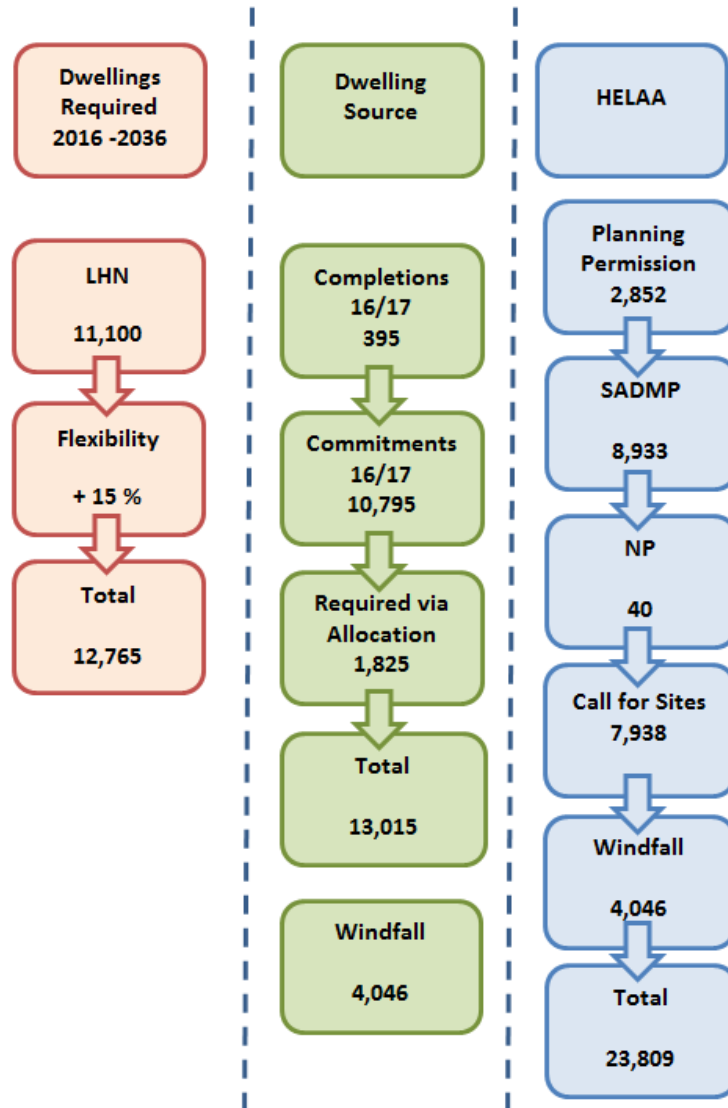 Dwellings
Required
2016 -2036
LHN
11,100
Flexibility
+ 15 %
Total
12,765
Dwelling
Source
Completions
16/17
395
Commitments
16/17
10,795
Required via
Allocation
1,825
Total
13,015
Windfall
4,046
HELAA
Planning
Permission
2,852
SADMP
8,933
NP
40
Call for Sites
7,938
Windfall
4,046
Total
23,809